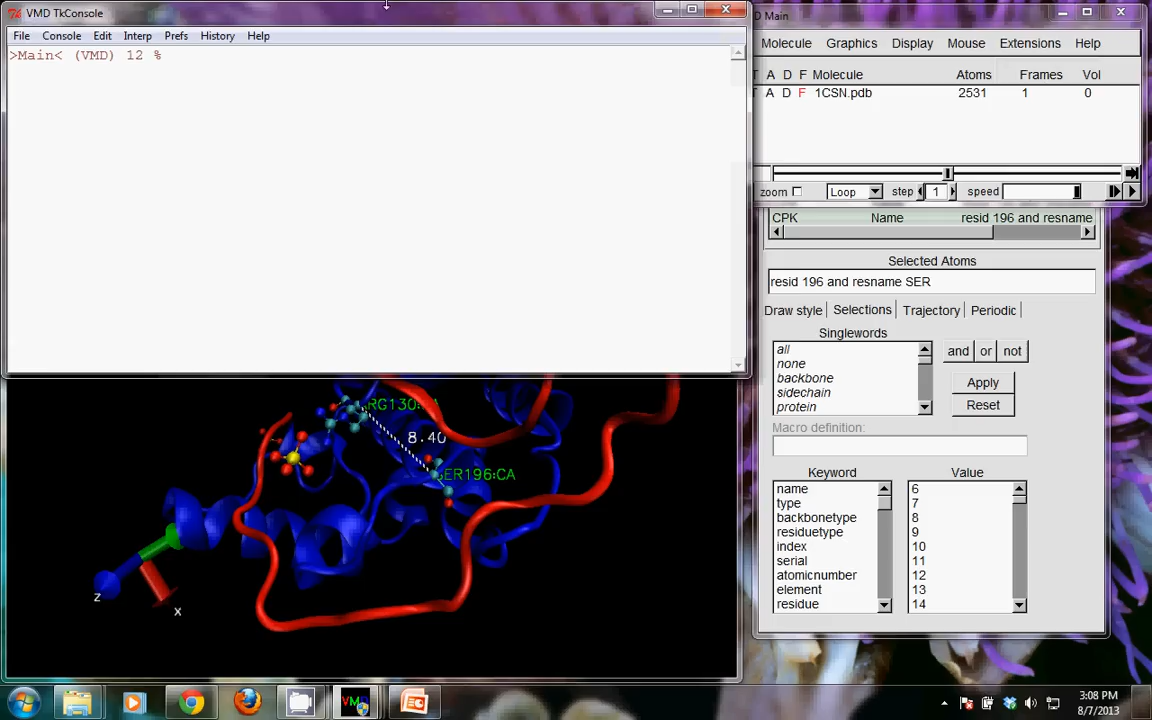 VMD TkConsole
File Console Edit Interp Prefs History Help
>Main< (VMD) 12 %
D Main
Molecule Graphics Display Mouse Extensions Help
T A D F Molecule Atoms Frames Vol
T A D F 1CSN.pdb 2531 1 0
zoom Loop step 1 speed
CPK Name resid 196 and resname
Selected Atoms
resid 196 and resname SER
Draw style Selections Trajectory Periodic
Singlewords
all
none
backbone
sidechain
protein
and or not
Apply
Reset
Macro definition:
Keyword Value
name 6
type 7
backbonetype 8
residuetype 9
index 10
serial 11
atomicnumber 12
element 13
residue 14
ARG130:CA
8.40
SER196:CA
z
x
VMD
3:08 PM
8/7/2013